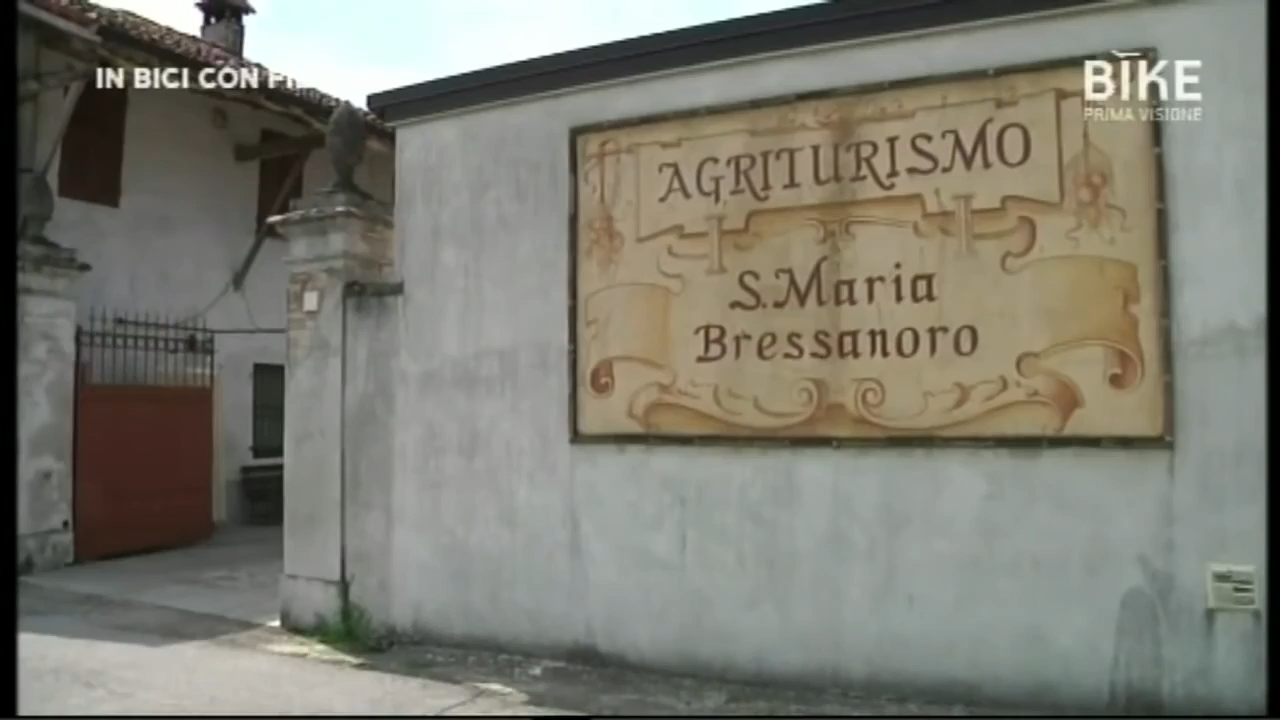 IN BICI CON
BIKE
PRIMA VISIONE
AGRITURISMO
S. Maria
Bressanoro